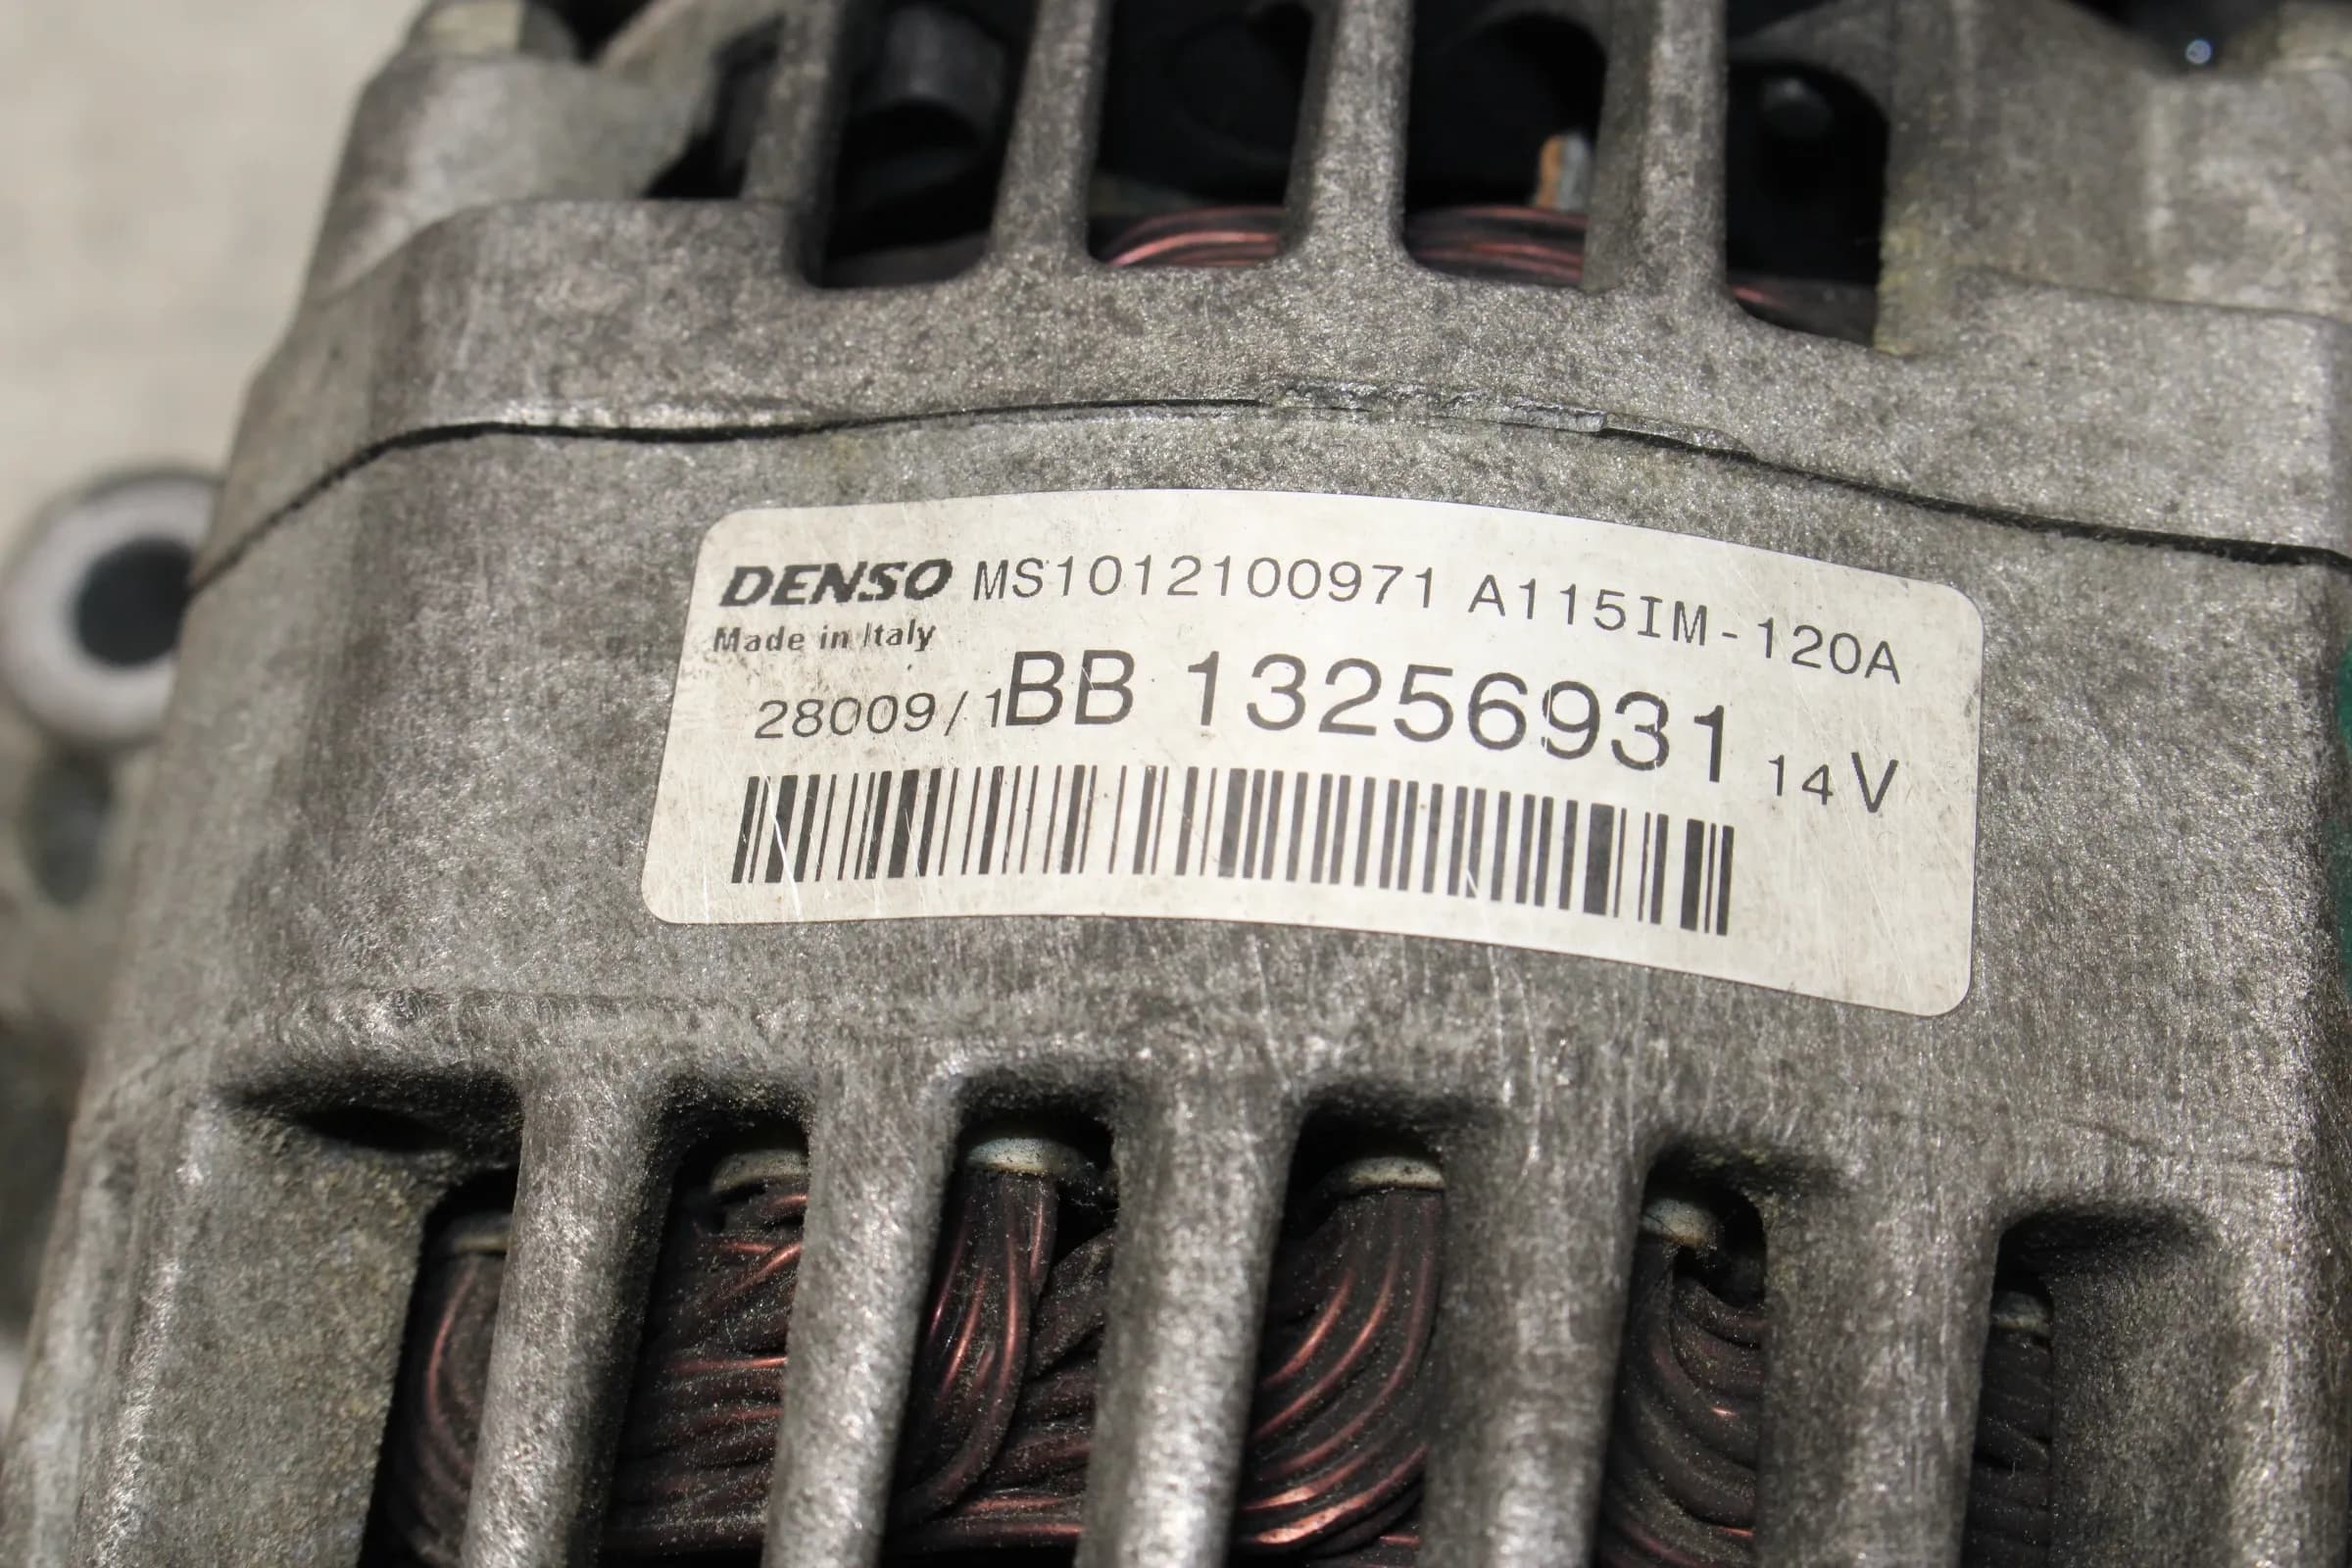 DENSO MS1012100971 A115IM-120A
Made in Italy
28009/1BB 13256931 14V